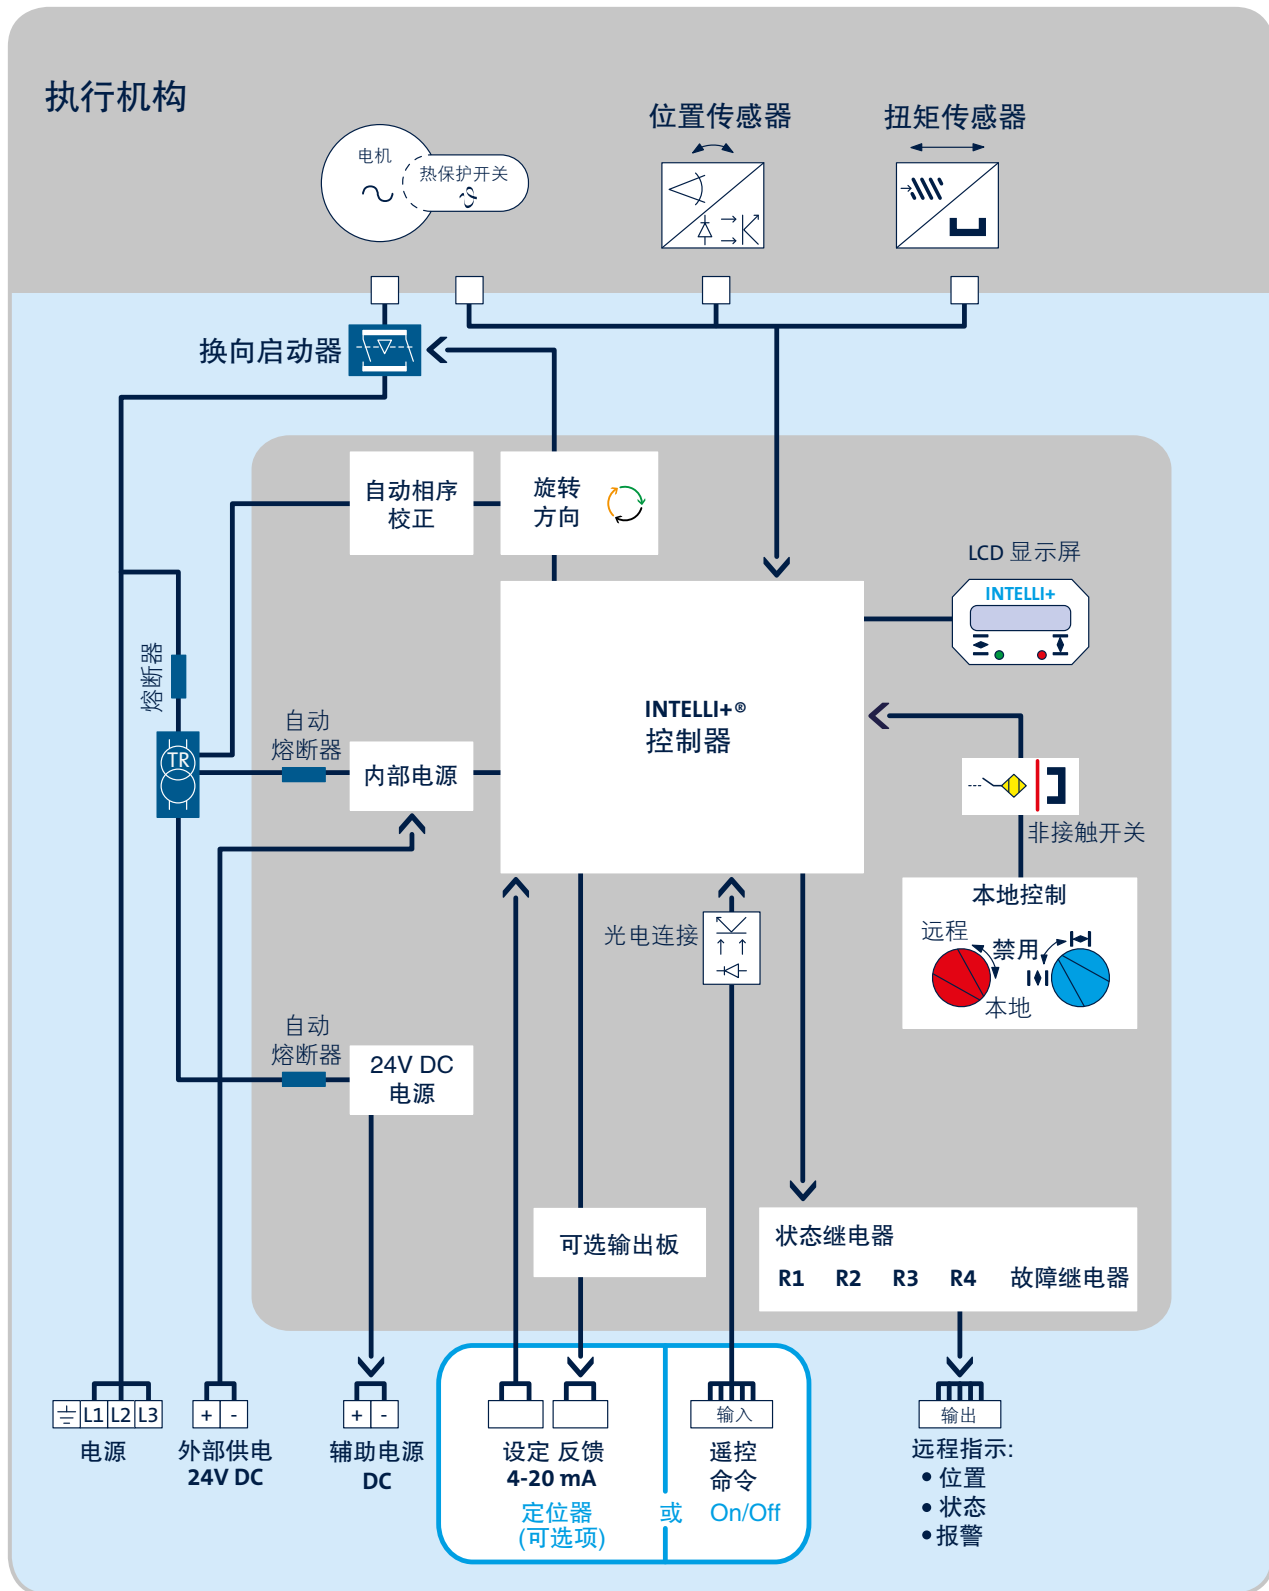 执行机构
电机
热保护开关
位置传感器
扭矩传感器
换向启动器
自动相序
校正
旋转
方向
LCD 显示屏
INTELLI+
熔断器
TR
自动
熔断器
内部电源
INTELLI+®
控制器
非接触开关
光电连接
本地控制
远程
禁用
本地
自动
熔断器
24V DC
电源
可选输出板
状态继电器
R1 R2 R3 R4 故障继电器
L1 L2 L3
电源
+ -
外部供电
24V DC
+ -
辅助电源
DC
设定 反馈
4-20 mA
定位器
(可选项)
或
输入
遥控
命令
On/Off
输出
远程指示:
• 位置
• 状态
• 报警